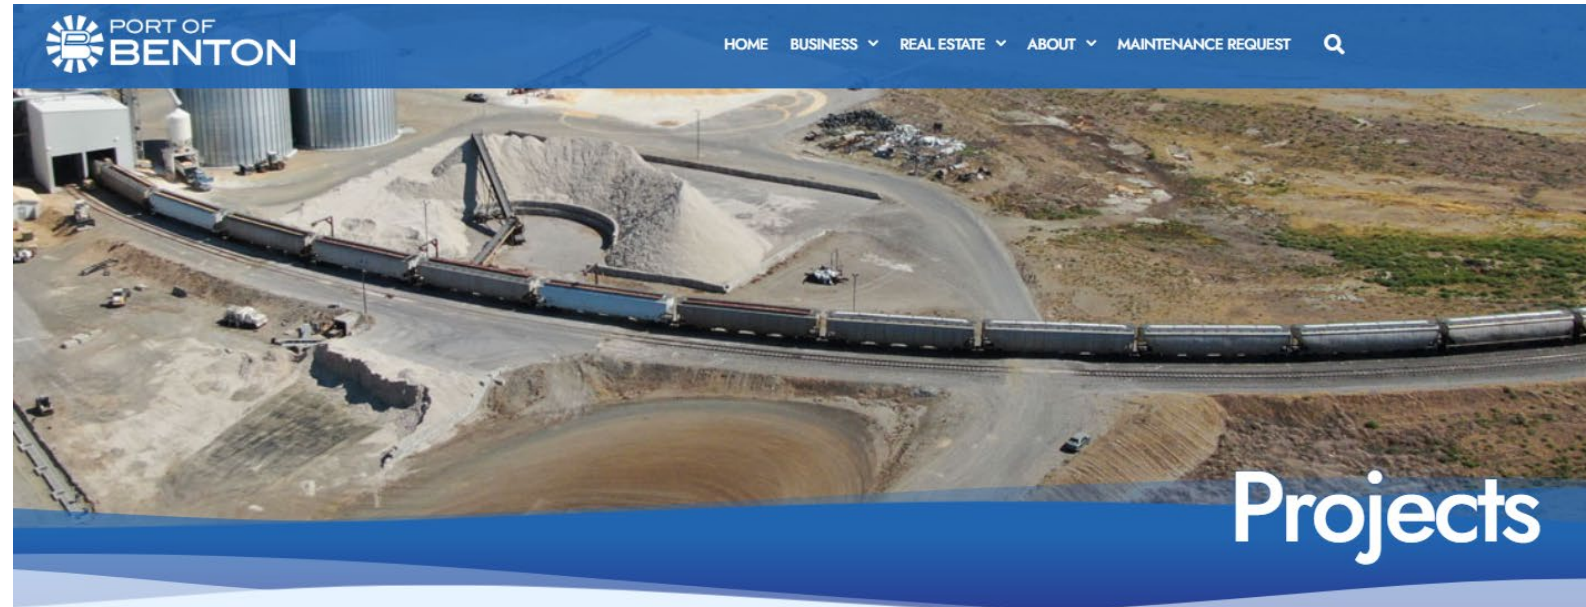 PORT OF
BENTON
HOME BUSINESS REAL ESTATE ABOUT MAINTENANCE REQUEST
Projects